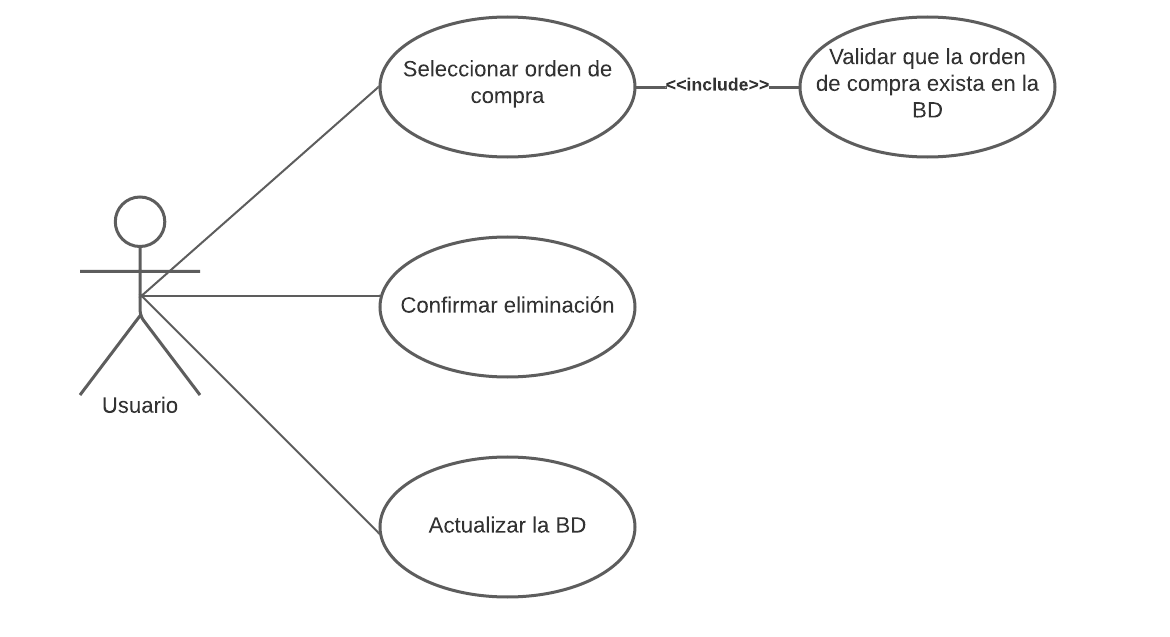 Seleccionar orden de
compra
<<include>>
Validar que la orden
de compra exista en la
BD
Confirmar eliminación
Usuario
Actualizar la BD